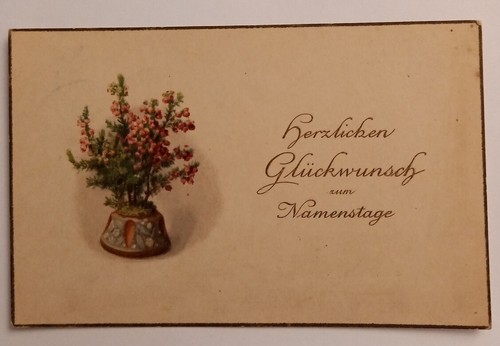 Herzlichen
Glückwunsch
zum
Namenstage